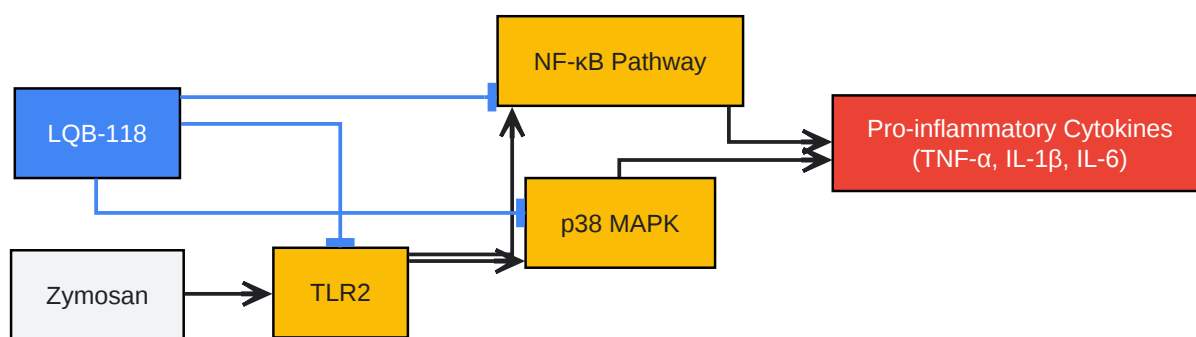 NF-κB Pathway
LQB-118
Pro-inflammatory Cytokines
(TNF-α, IL-1β, IL-6)
p38 MAPK
Zymosan
TLR2